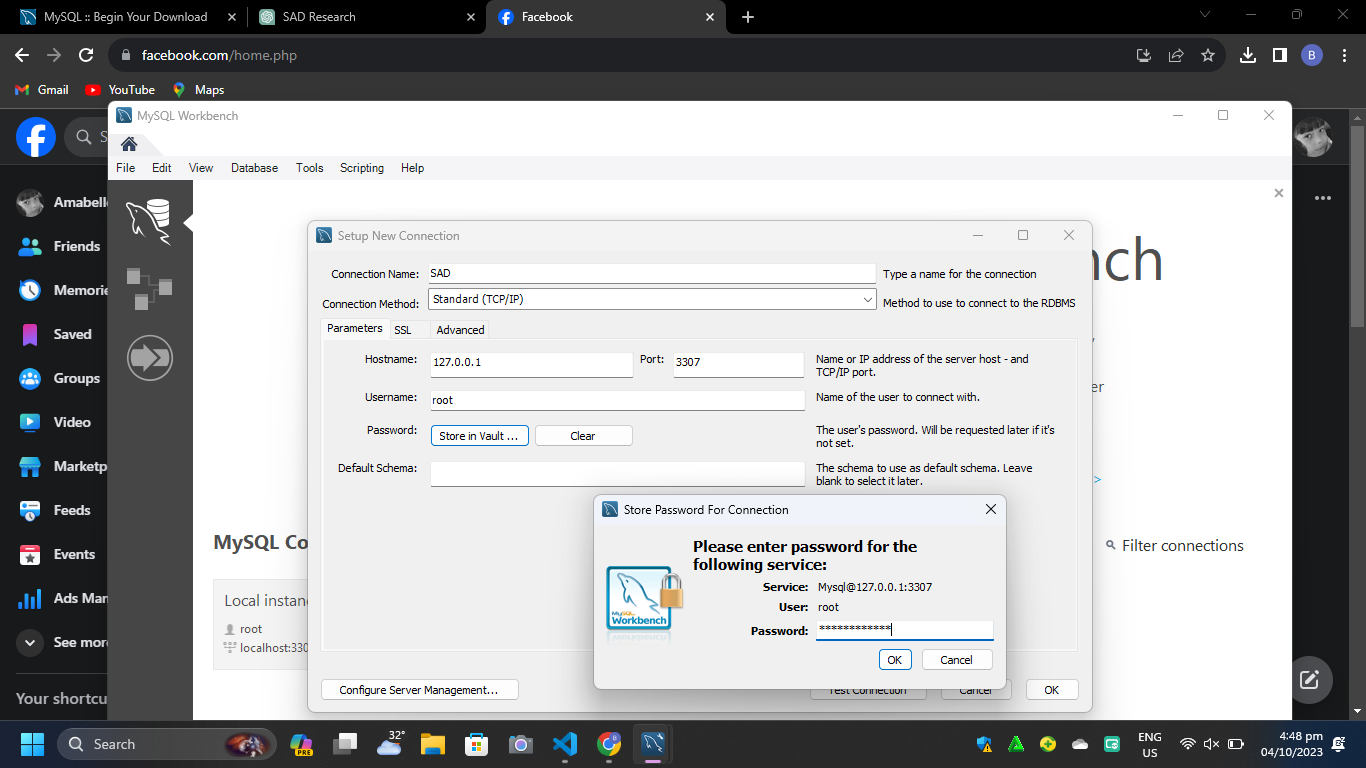 MySQL :: Begin Your Download
SAD Research
Facebook
facebook.com/home.php
B
Gmail
YouTube
Maps
MySQL Workbench
File Edit View Database Tools Scripting Help
Amabelle
Friends
Memorie
Saved
Groups
Video
Marketp
Feeds
Events
Ads Man
See more
Your shortcu
nch
er
>
MySQL Co
Filter connections
Local instanc
root
localhost:330
Setup New Connection
Connection Name: SAD Type a name for the connection
Connection Method: Standard (TCP/IP) Method to use to connect to the RDBMS
Parameters SSL Advanced
Hostname: 127.0.0.1 Port: 3307 Name or IP address of the server host - and
TCP/IP port.
Username: root Name of the user to connect with.
Password: Store in Vault ... Clear The user's password. Will be requested later if it's
not set.
Default Schema: The schema to use as default schema. Leave
blank to select it later.
Configure Server Management... Test Connection Cancel OK
Store Password For Connection
Please enter password for the
following service:
Service: Mysql@127.0.0.1:3307
User: root
Password: ************
OK Cancel
MySQL
Workbench
Search
PRE
32°
ENG
US
4:48 pm
04/10/2023